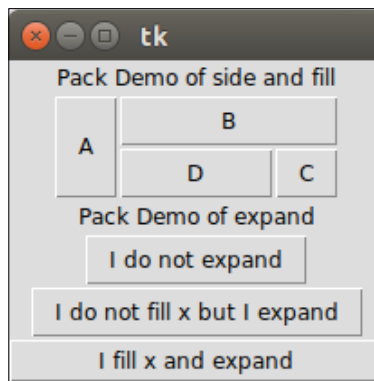 tk
Pack Demo of side and fill
A
B
D
C
Pack Demo of expand
I do not expand
I do not fill x but I expand
I fill x and expand